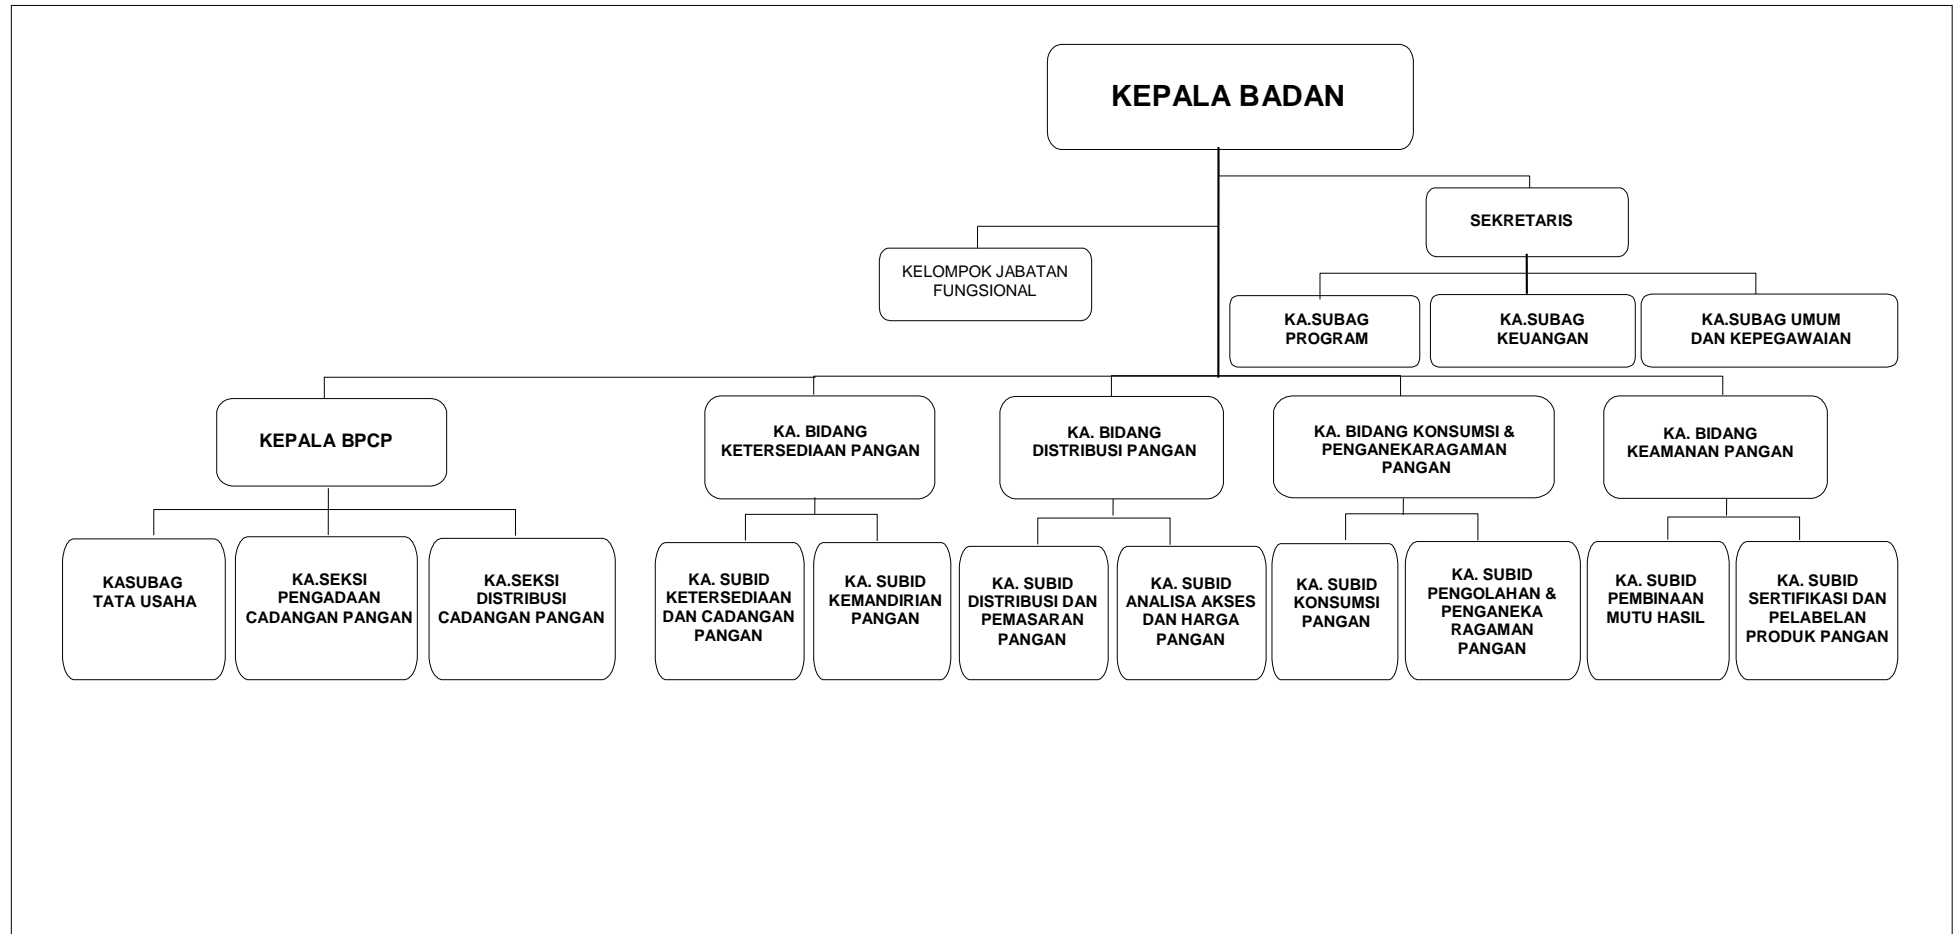 KEPALA BADAN
SEKRETARIS
KELOMPOK JABATAN
FUNGSIONAL
KA.SUBAG
PROGRAM
KA.SUBAG
KEUANGAN
KA.SUBAG UMUM
DAN KEPEGAWAIAN
KEPALA BPCP
KA. BIDANG
KETERSEDIAAN PANGAN
KA. BIDANG
DISTRIBUSI PANGAN
KA. BIDANG KONSUMSI &
PENGANEKARAGAMAN
PANGAN
KA. BIDANG
KEAMANAN PANGAN
KASUBAG
TATA USAHA
KA.SEKSI
PENGADAAN
CADANGAN PANGAN
KA.SEKSI
DISTRIBUSI
CADANGAN PANGAN
KA. SUBID
KETERSEDIAAN
DAN CADANGAN
PANGAN
KA. SUBID
KEMANDIRIAN
PANGAN
KA. SUBID
DISTRIBUSI DAN
PEMASARAN
PANGAN
KA. SUBID
ANALISA AKSES
DAN HARGA
PANGAN
KA. SUBID
KONSUMSI
PANGAN
KA. SUBID
PENGOLAHAN &
PENGANEKA
RAGAMAN
PANGAN
KA. SUBID
PEMBINAAN
MUTU HASIL
KA. SUBID
SERTIFIKASI DAN
PELABELAN
PRODUK PANGAN